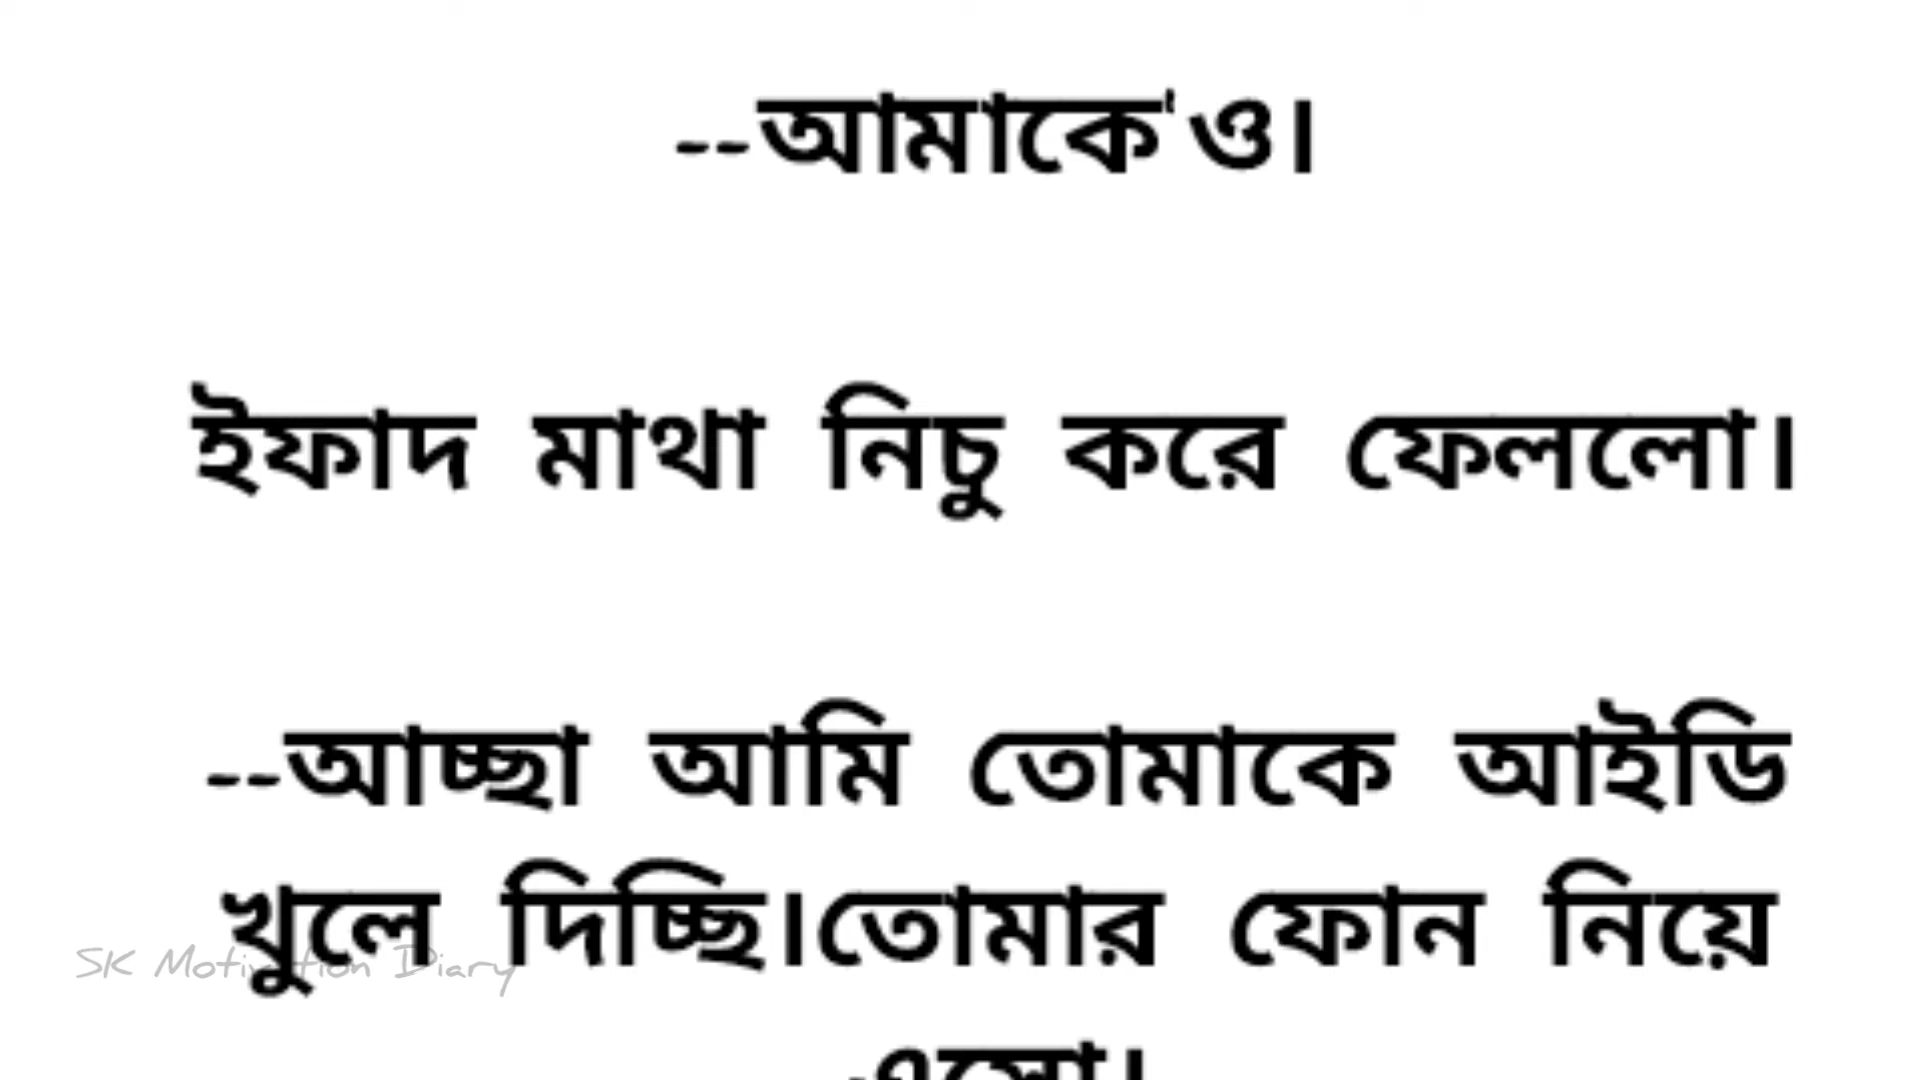 --আমাকে'ও।
ইফাদ মাথা নিচু করে ফেললো।
--আচ্ছা আমি তোমাকে আইডি
খুলে দিচ্ছি।তোমার ফোন নিয়ে
এসো।
SK Motivation Diary